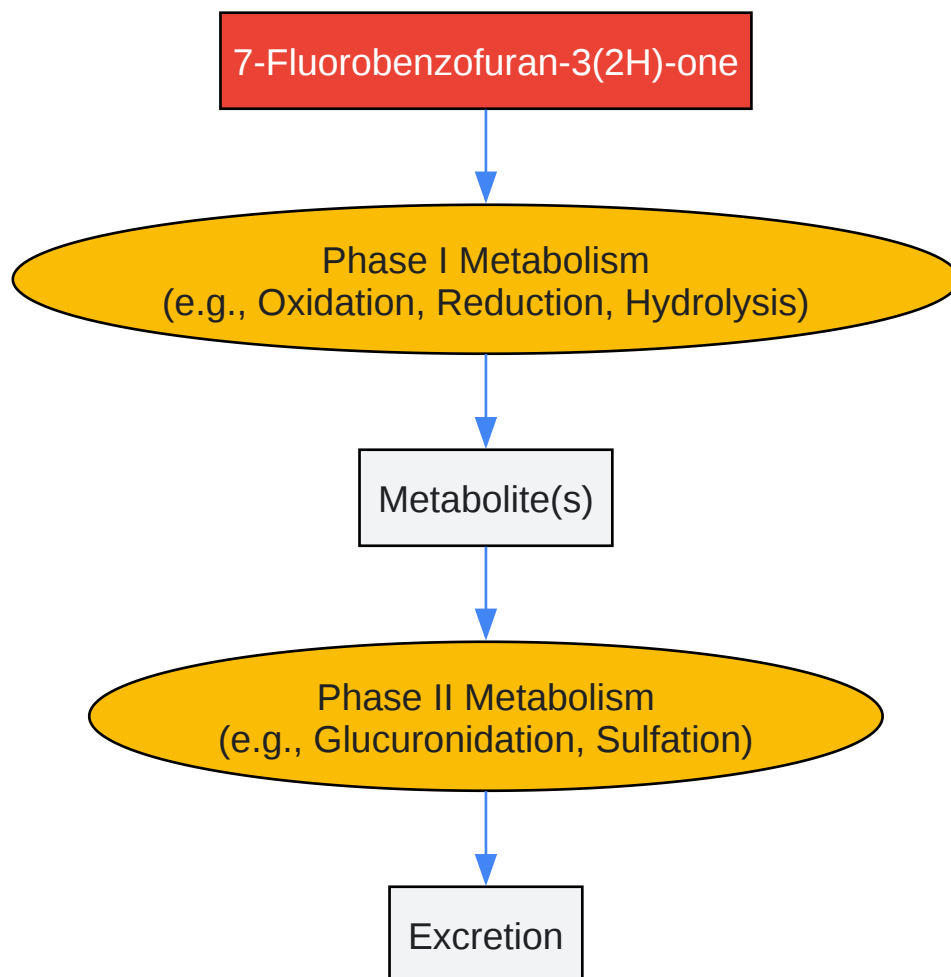 7-Fluorobenzofuran-3(2H)-one
Phase I Metabolism
(e.g., Oxidation, Reduction, Hydrolysis)
Metabolite(s)
Phase II Metabolism
(e.g., Glucuronidation, Sulfation)
Excretion